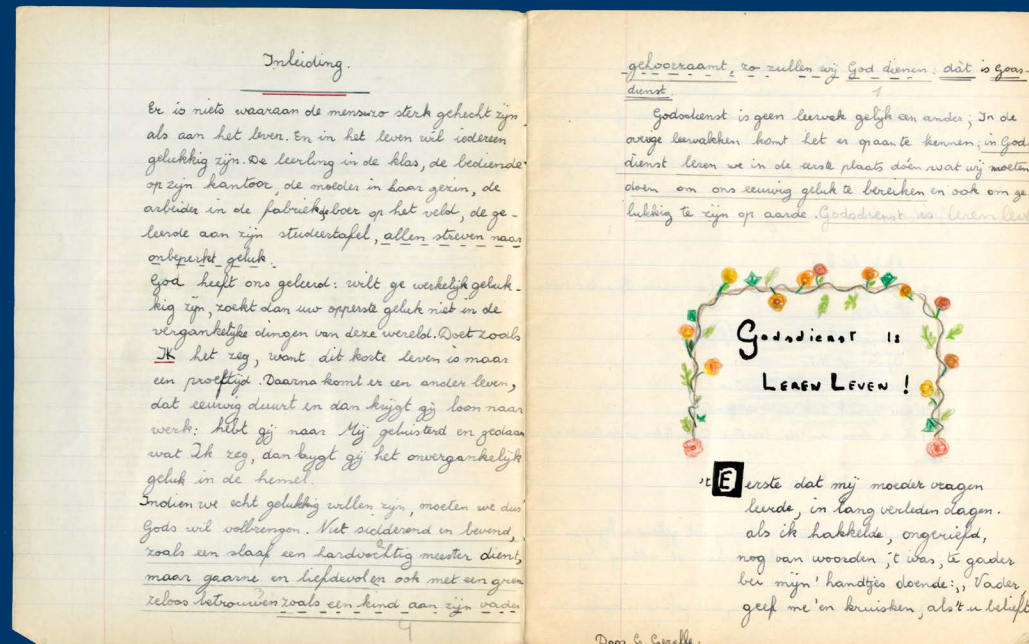 Inleiding.
Er is niets waaraan de mens zo sterk gehecht zijn
als aan het leven. En in het leven wil iedereen
gelukkig zijn. De leerling in de klas, de bediende
op zijn kantoor, de moeder in haar gezin, de
arbeider in de fabriek, de boer op het veld, de ge-
leerde aan zijn studeertafel, allen streven naar
onbeperkt geluk.
God heeft ons geleerd: wilt ge werkelijk geluk-
kig zijn, zoekt dan uw opperste geluk niet in de
vergankelijke dingen van deze wereld. Doet zoals
IK het zeg, want dit korte leven is maar
een proeftijd. Daarna komt er een ander leven,
dat eeuwig duurt en dan krijgt gij loon naar
werk: hebt gij naar Mij geluisterd en gedaan
wat Ik zeg, dan krijgt gij het onvergankelijk
geluk in de hemel.
Indien we echt gelukkig willen zijn, moeten we dus
Gods wil volbrengen. Niet sidderend en bevend,
zoals een slaaf een hardvochtig meester dient,
maar gaarne en liefdevol en ook met een gren
zeloos betrouwen zoals een kind aan zijn vader
gehoorzaamt, zo zullen wij God dienen: dàt is Gods-
dienst.
1
Godsdienst is geen leervak gelijk een ander; In de
overige leervakken komt het er op aan te kennen; in Gods
dienst leren we in de eerste plaats dóen wat wij moeten
doen om ons eeuwig geluk te bereiken en ook om ge
lukkig te zijn op aarde. Godsdienst is leren leven
Godsdienst is
Leren Leven !
't Eerste dat mij moeder vragen
leerde, in lang verleden dagen.
als ik hakkelde, ongeriefd,
nog van woorden, 't was, te gader
bei mijn' handtjes doende: ,, Vader
geef me 'en kruisken, als 't u belieft
Door G. Gezelle.